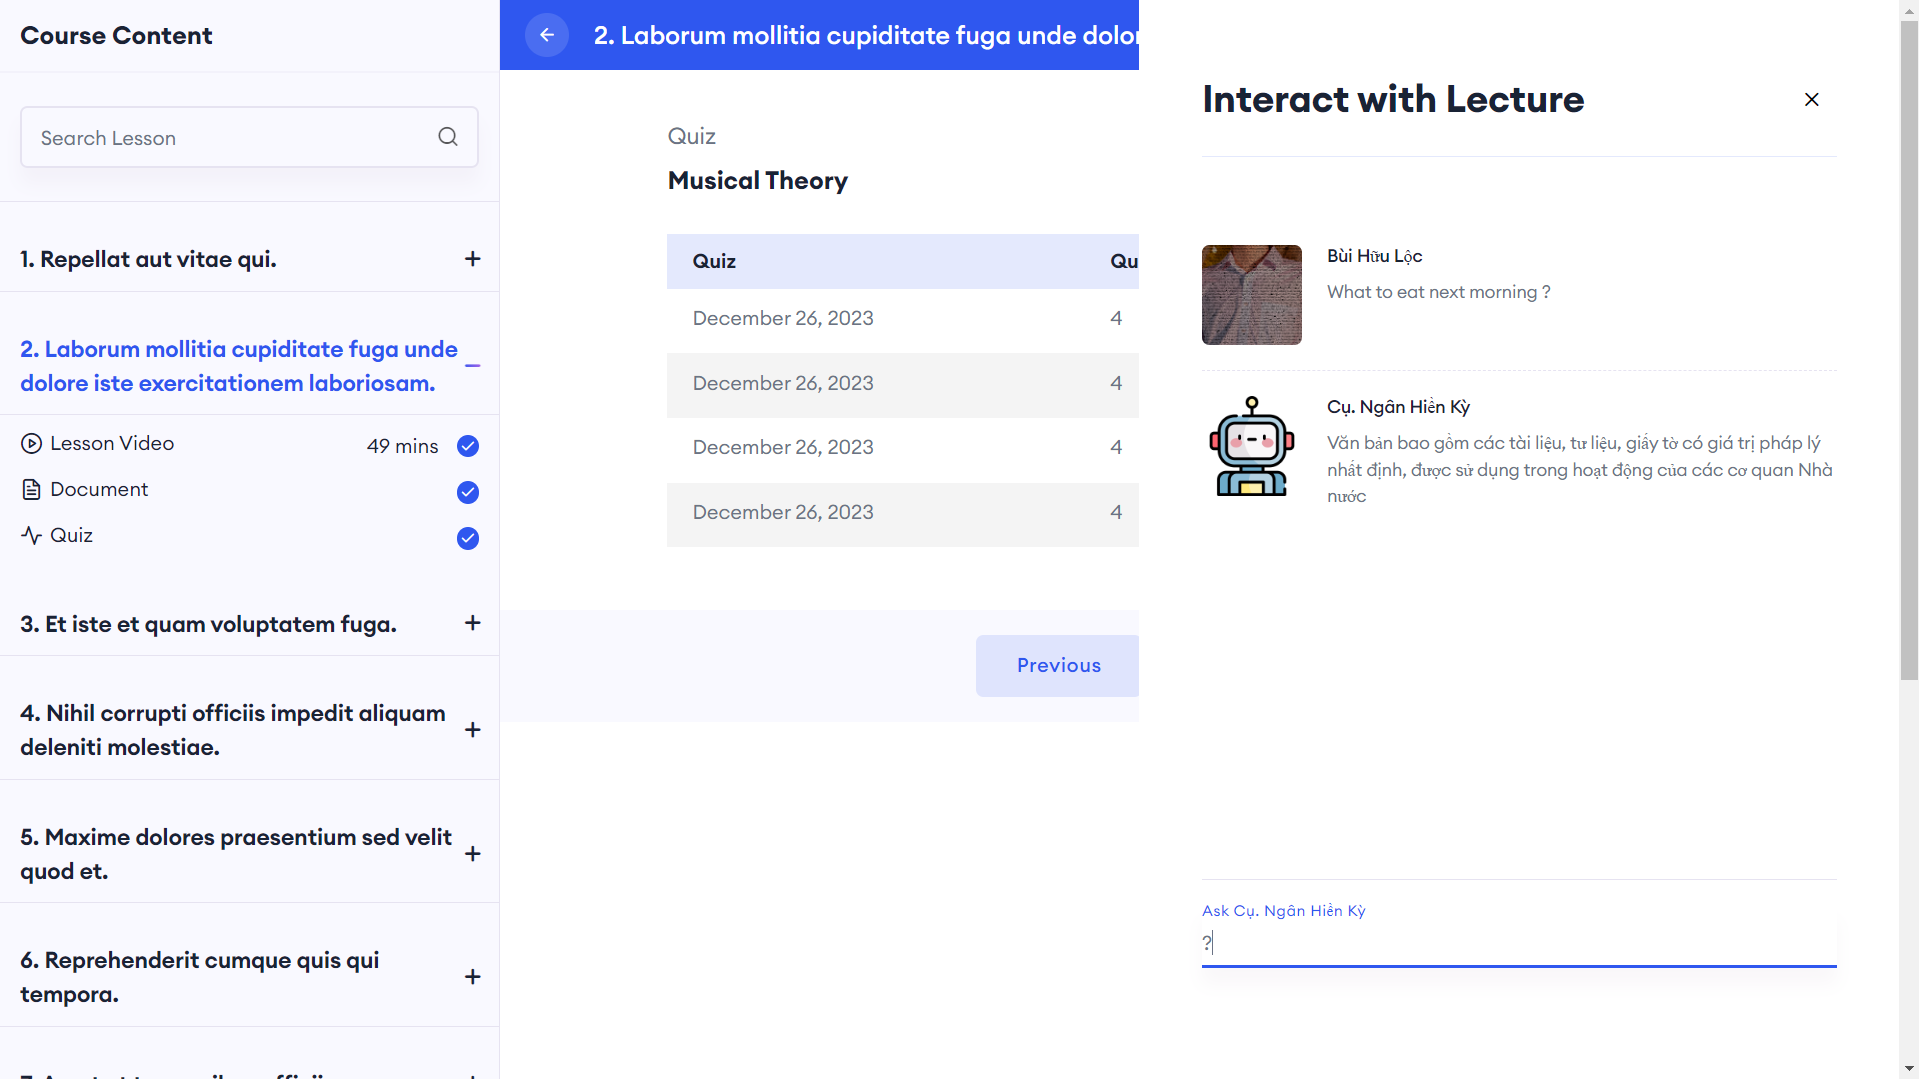 Course Content
Search Lesson
1. Repellat aut vitae qui.
2. Laborum mollitia cupiditate fuga unde
dolore iste exercitationem laboriosam.
Lesson Video
49 mins
Document
Quiz
3. Et iste et quam voluptatem fuga.
4. Nihil corrupti officiis impedit aliquam
deleniti molestiae.
5. Maxime dolores praesentium sed velit
quod et.
6. Reprehenderit cumque quis qui
tempora.
2. Laborum mollitia cupiditate fuga unde dolor
Quiz
Musical Theory
Quiz Qu
December 26, 2023 4
December 26, 2023 4
December 26, 2023 4
December 26, 2023 4
Previous
Interact with Lecture
Bùi Hữu Lộc
What to eat next morning ?
Cụ. Ngân Hiền Kỳ
Văn bản bao gồm các tài liệu, tư liệu, giấy tờ có giá trị pháp lý
nhất định, được sử dụng trong hoạt động của các cơ quan Nhà
nước
Ask Cụ. Ngân Hiền Kỳ
?